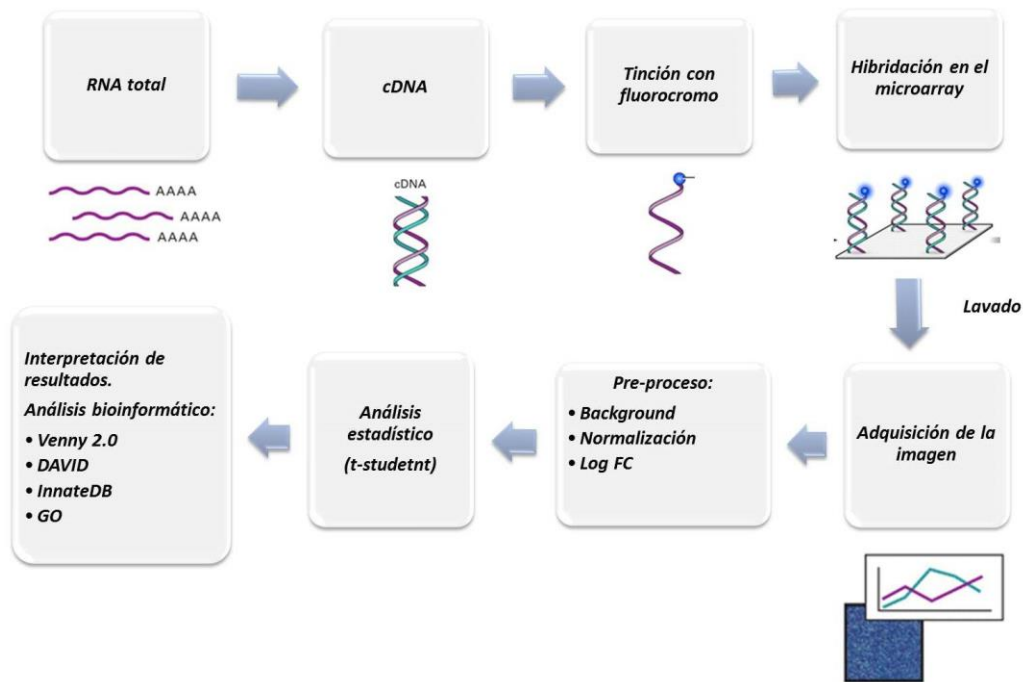 RNA total
cDNA
Tinción con
fluorocromo
Hibridación en el
microarray
AAAA
AAAA
AAAA
cDNA
Lavado
Adquisición de la
imagen
Pre-proceso:
• Background
• Normalización
• Log FC
Análisis
estadístico
(t-studetnt)
Interpretación de
resultados.
Análisis bioinformático:
• Venny 2.0
• DAVID
• InnateDB
• GO